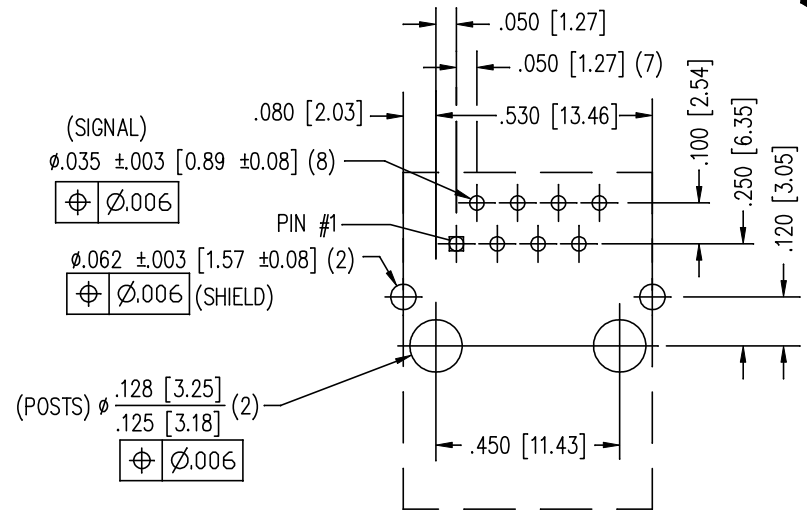 .050 [1.27]
.050 [1.27] (7)
.080 [2.03]
.530 [13.46]
.100 [2.54]
.250 [6.35]
.120 [3.05]
(SIGNAL)
ø.035 ±.003 [0.89 ±0.08] (8)
⌖ Ø.006
PIN #1
ø.062 ±.003 [1.57 ±0.08] (2)
⌖ Ø.006 (SHIELD)
(POSTS) ø .128 [3.25] (2)
.125 [3.18]
⌖ Ø.006
.450 [11.43]